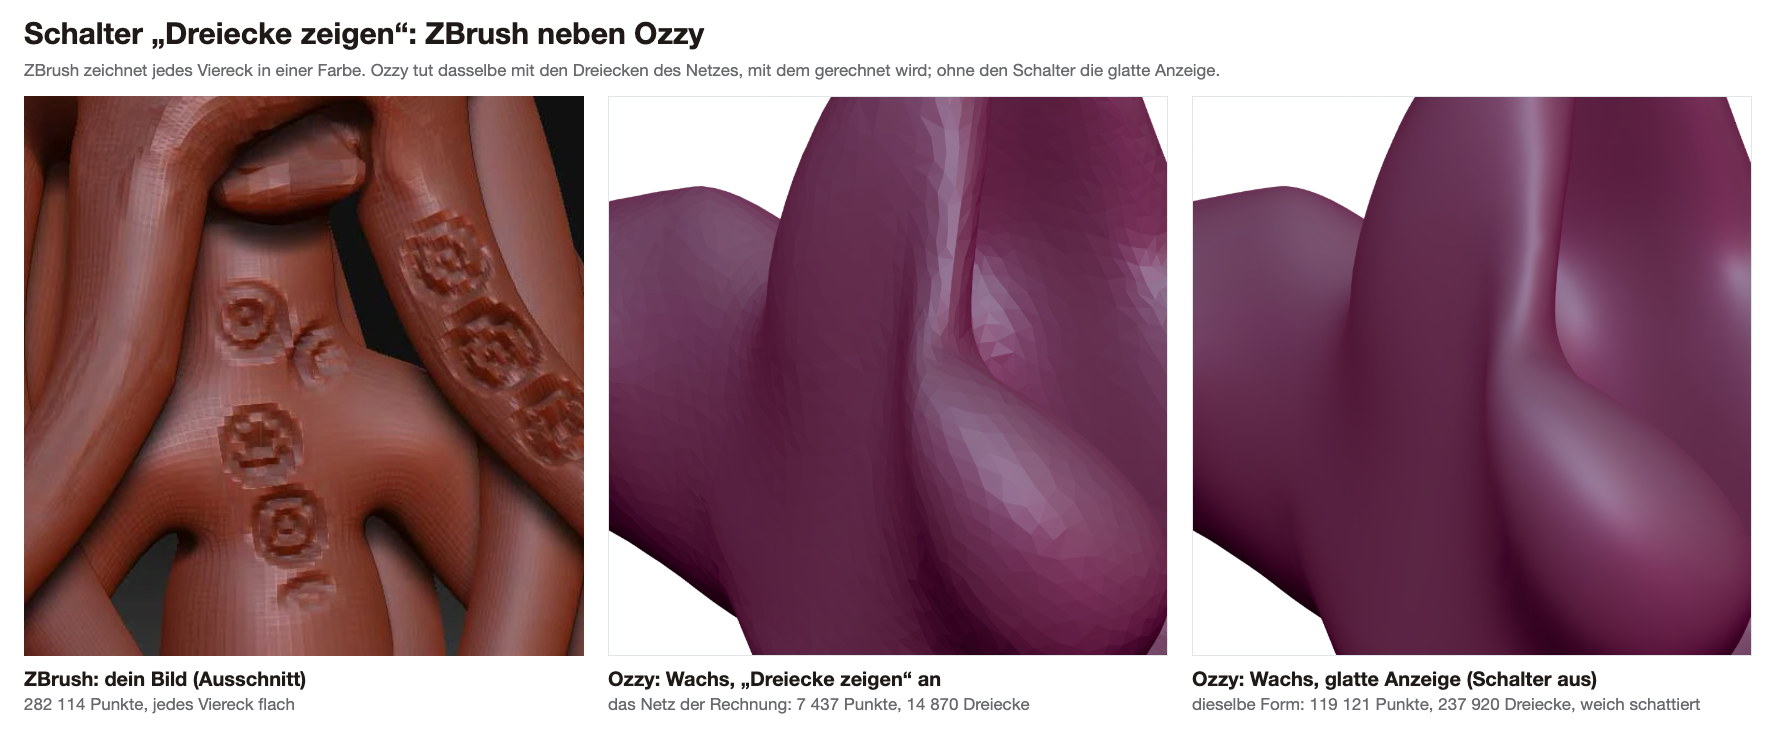 Schalter „Dreiecke zeigen“: ZBrush neben Ozzy
ZBrush zeichnet jedes Viereck in einer Farbe. Ozzy tut dasselbe mit den Dreiecken des Netzes, mit dem gerechnet wird; ohne den Schalter die glatte Anzeige.
ZBrush: dein Bild (Ausschnitt)
282 114 Punkte, jedes Viereck flach
Ozzy: Wachs, „Dreiecke zeigen“ an
das Netz der Rechnung: 7 437 Punkte, 14 870 Dreiecke
Ozzy: Wachs, glatte Anzeige (Schalter aus)
dieselbe Form: 119 121 Punkte, 237 920 Dreiecke, weich schattiert